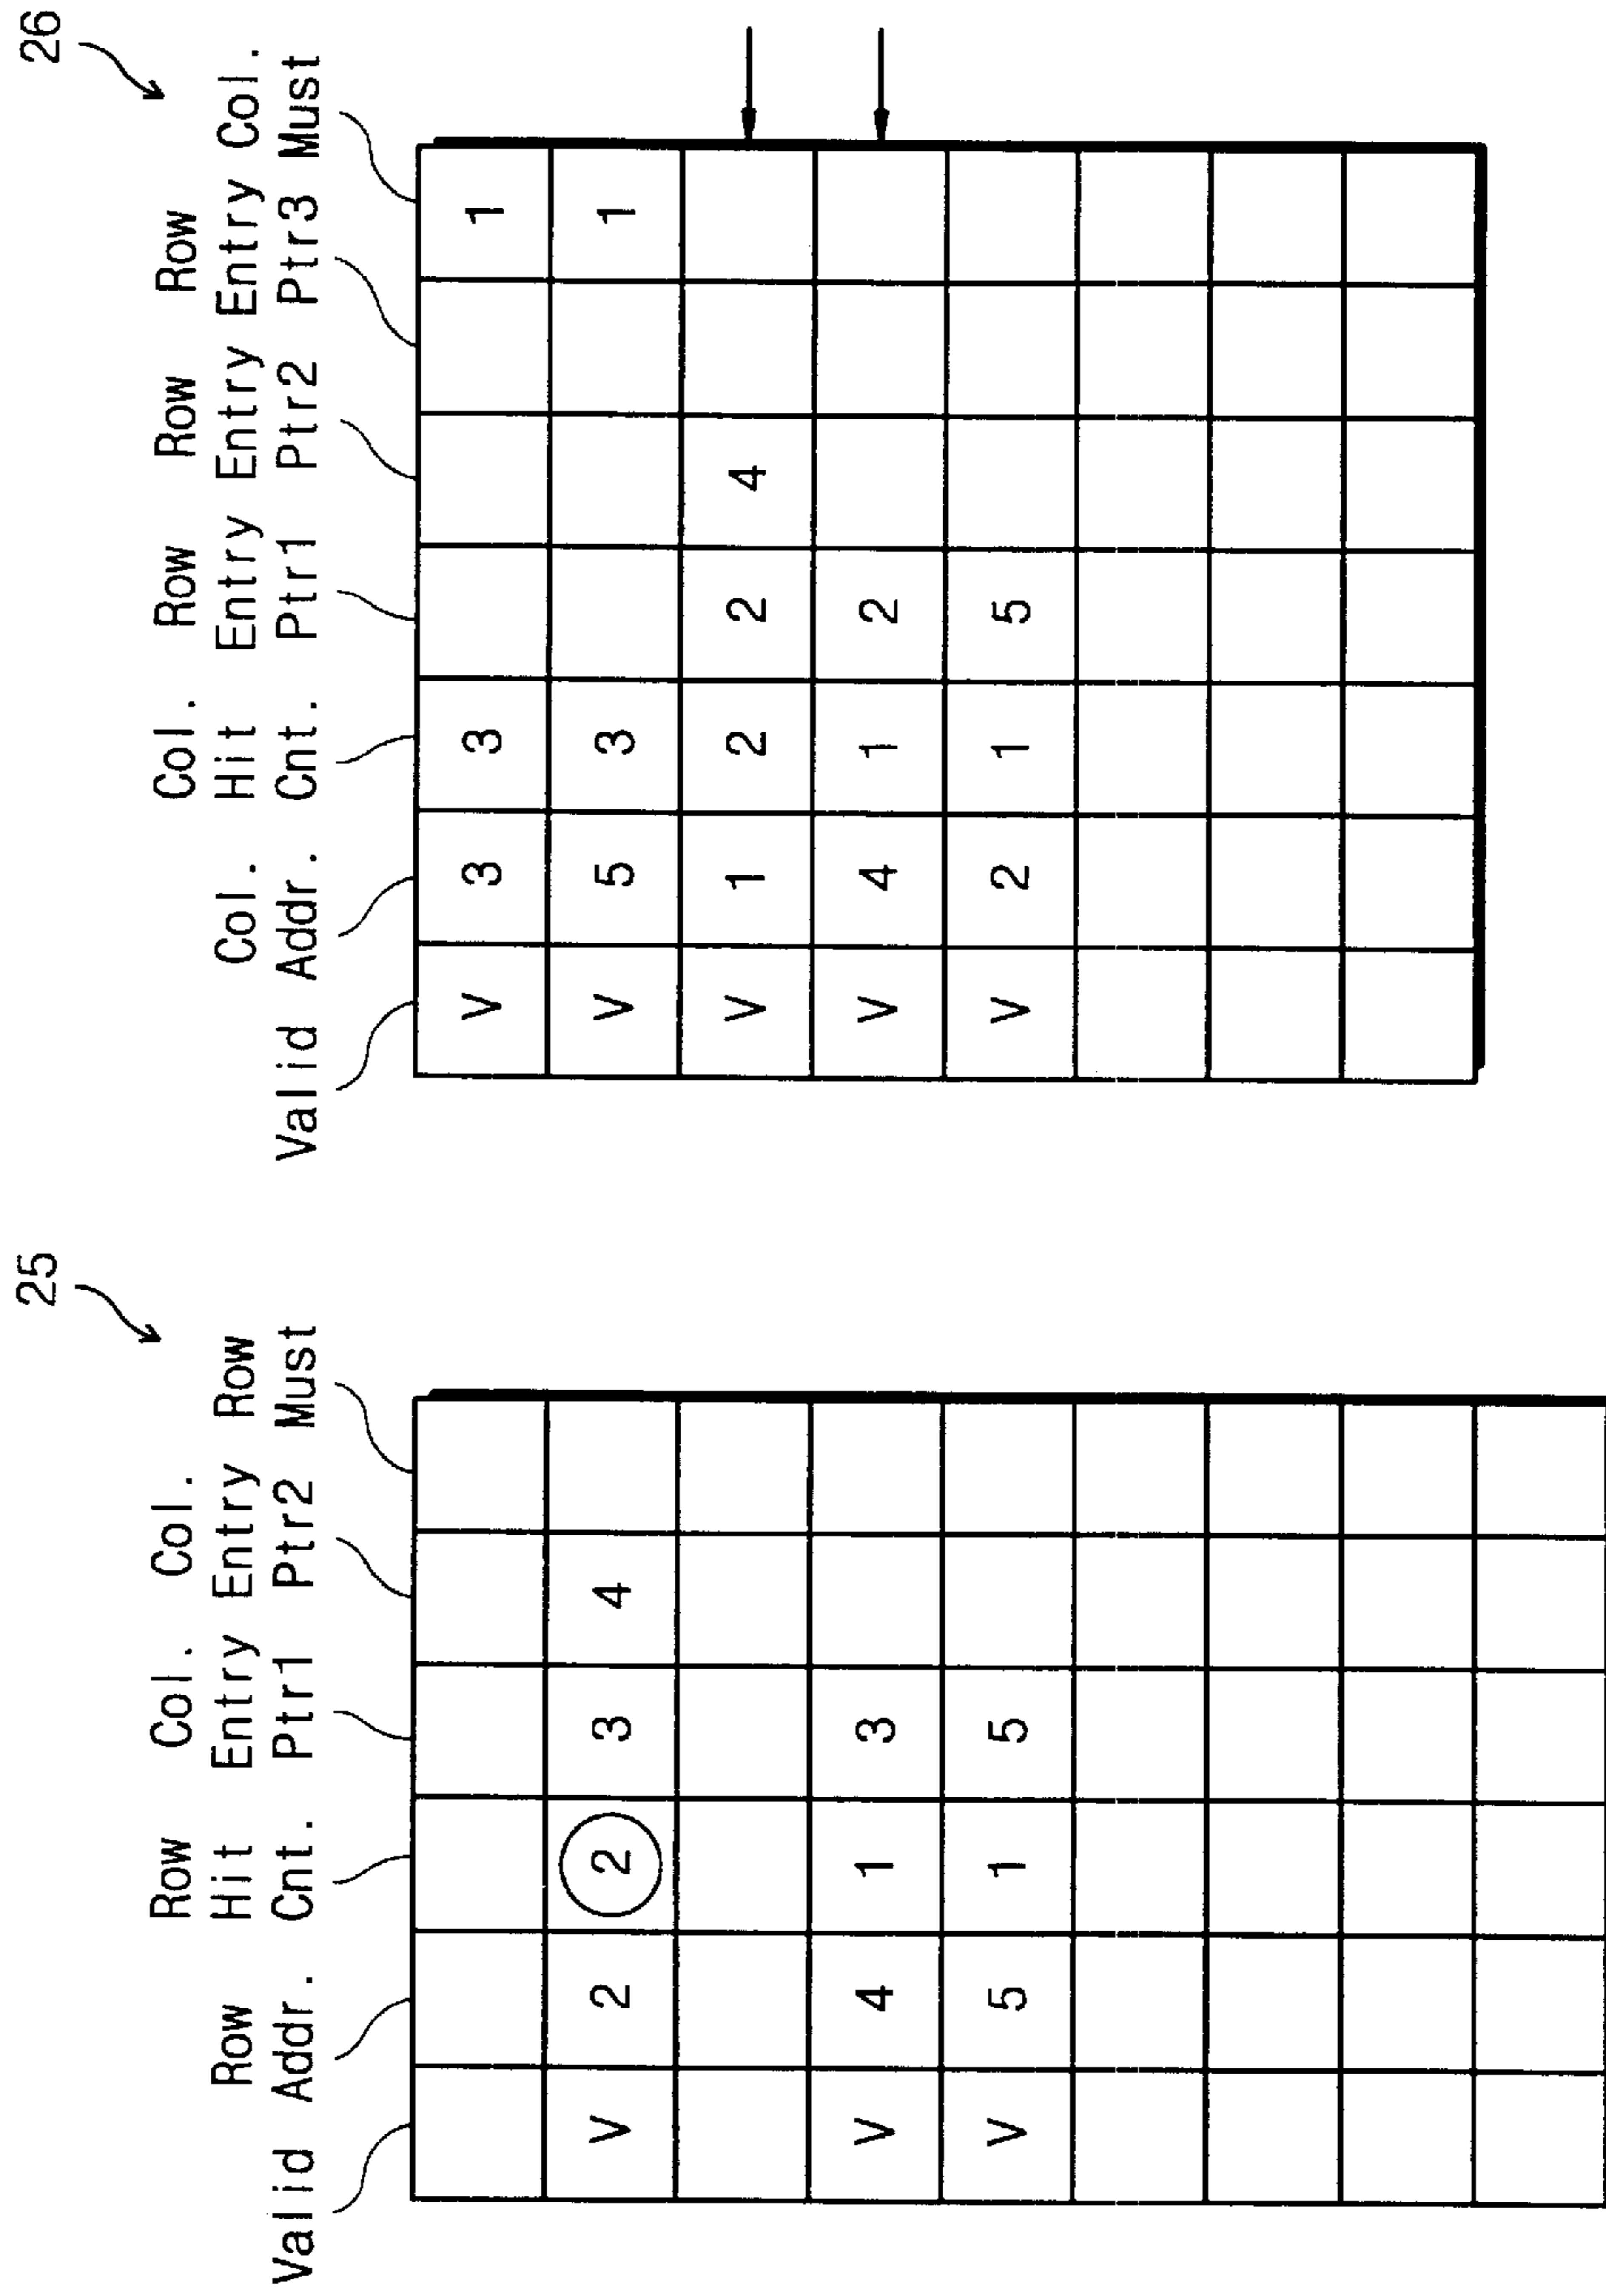 25
Row Col. Col.
Row Hit Entry Entry Row
Valid Addr. Cnt. Ptr1 Ptr2 Must
V 2 2 3 4
V 4 1 3
V 5 1 5
26
Col. Row Row Row
Col. Hit Entry Entry Entry Col.
Valid Addr. Cnt. Ptr1 Ptr2 Ptr3 Must
V 3 3 1
V 5 3 1
V 1 2 2 4
V 4 1 2
V 2 1 5